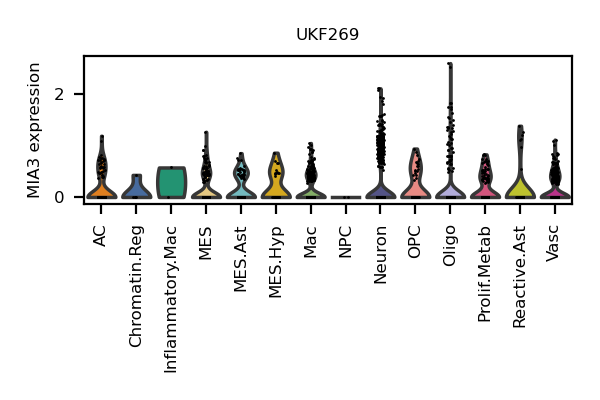 UKF269
MIA3 expression
2
0
AC
Chromatin.Reg
Inflammatory.Mac
MES
MES.Ast
MES.Hyp
Mac
NPC
Neuron
OPC
Oligo
Prolif.Metab
Reactive.Ast
Vasc